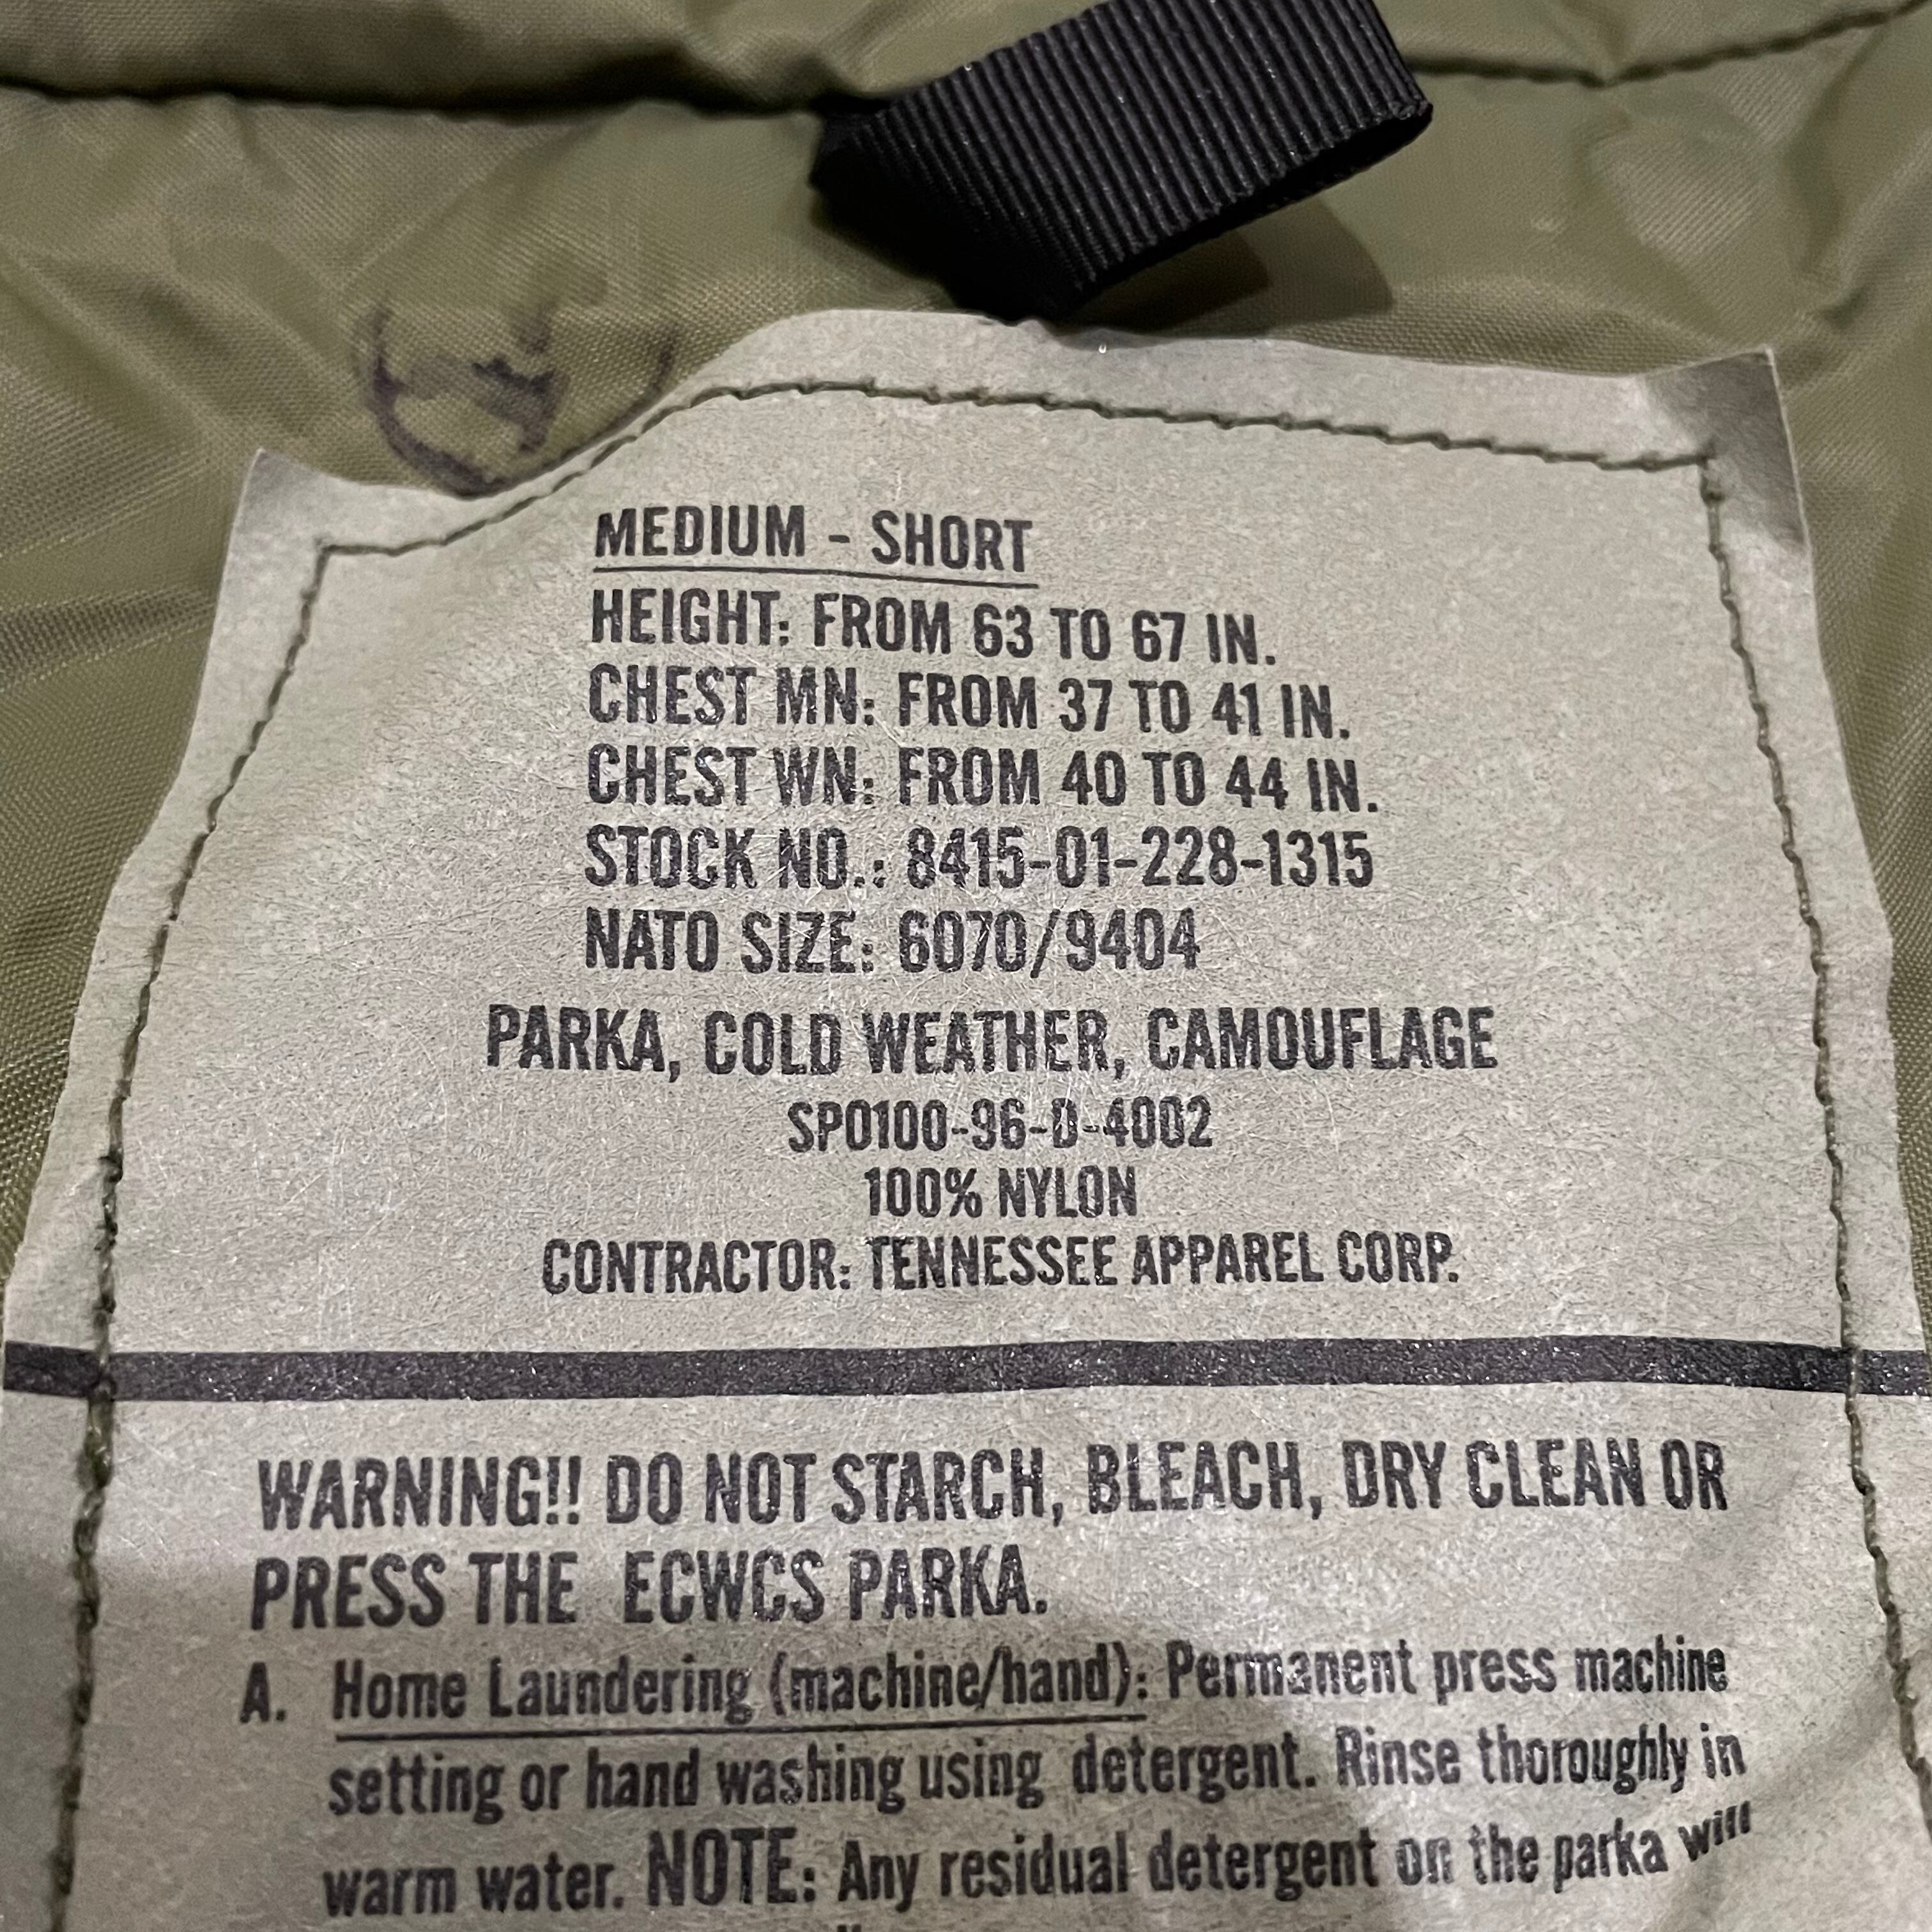 MEDIUM - SHORT
HEIGHT: FROM 63 TO 67 IN.
CHEST MN: FROM 37 TO 41 IN.
CHEST WN: FROM 40 TO 44 IN.
STOCK NO.: 8415-01-228-1315
NATO SIZE: 6070/9404
PARKA, COLD WEATHER, CAMOUFLAGE
SP0100-96-D-4002
100% NYLON
CONTRACTOR: TENNESSEE APPAREL CORP.
WARNING!! DO NOT STARCH, BLEACH, DRY CLEAN OR
PRESS THE ECWCS PARKA.
A. Home Laundering (machine/hand): Permanent press machine
setting or hand washing using detergent. Rinse thoroughly in
warm water. NOTE: Any residual detergent on the parka will